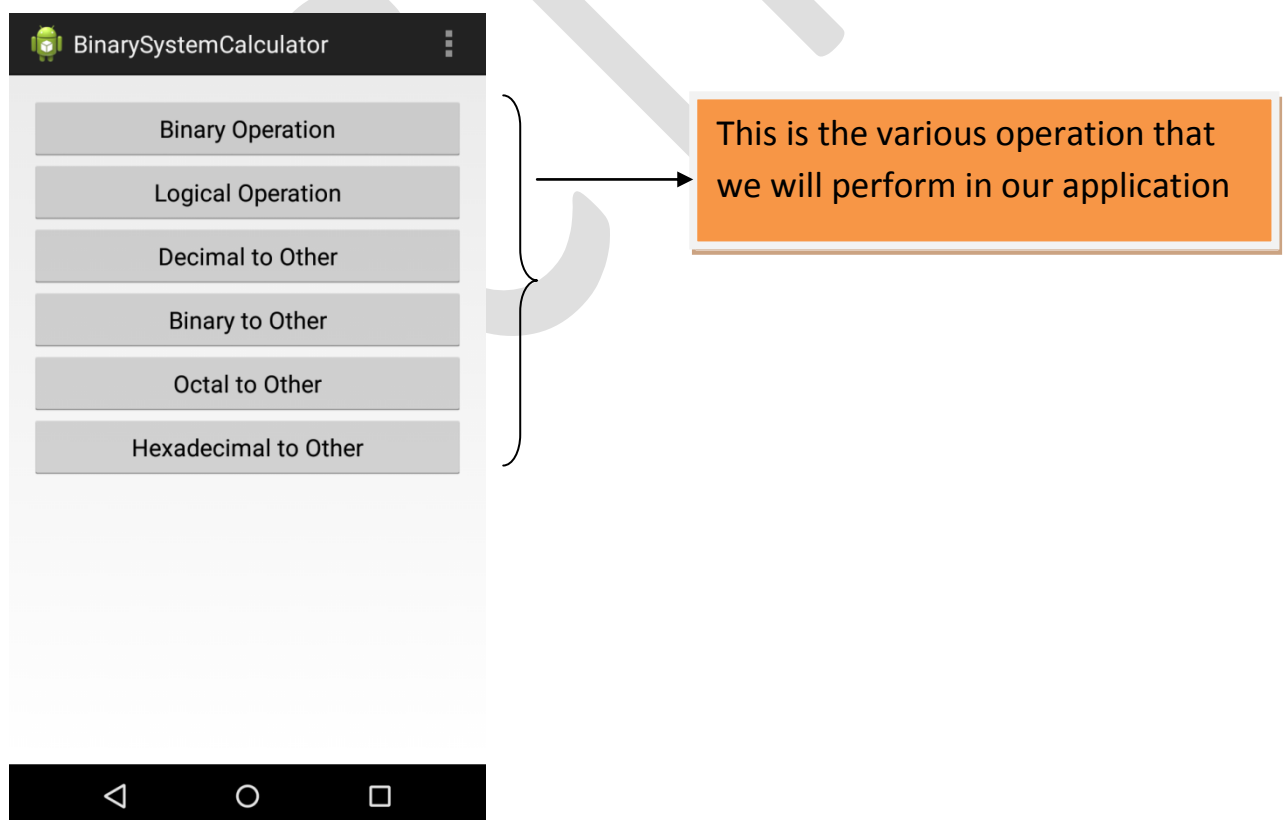 BinarySystemCalculator
Binary Operation
Logical Operation
Decimal to Other
Binary to Other
Octal to Other
Hexadecimal to Other
This is the various operation that
we will perform in our application